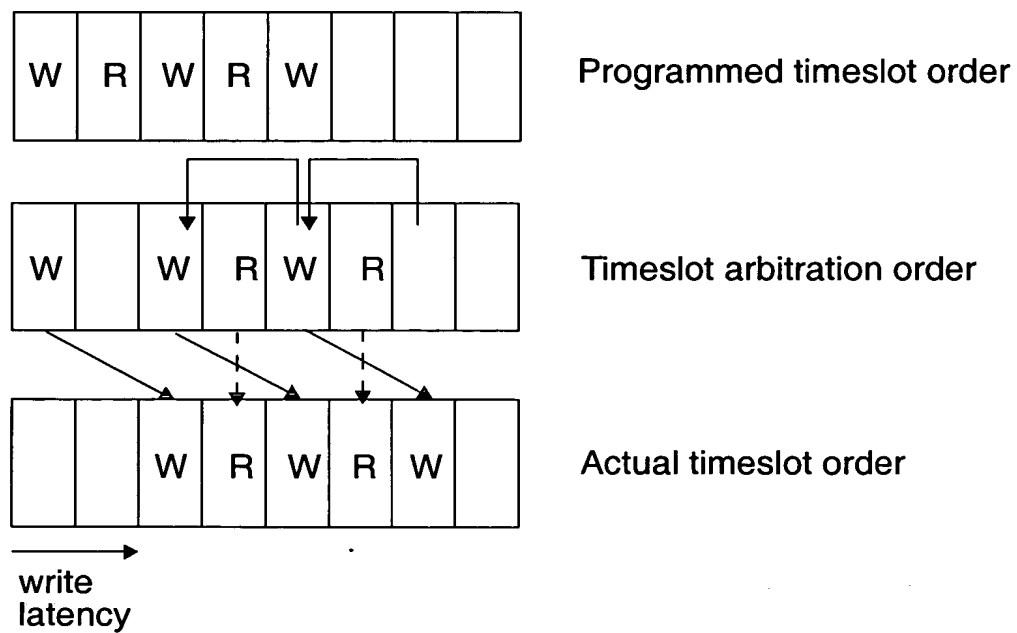 W R W R W
Programmed timeslot order
W W R W R
Timeslot arbitration order
W R W R W
Actual timeslot order
write
latency